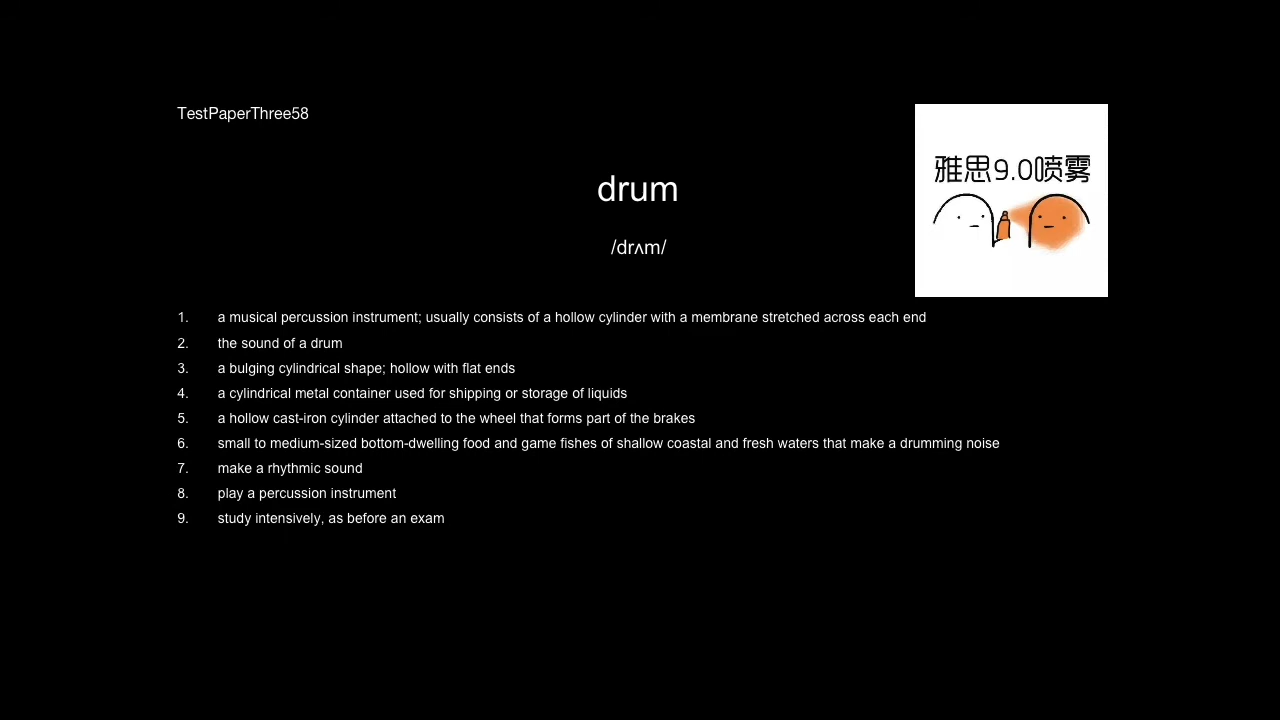 TestPaperThree58
雅思9.0喷雾
drum
/drʌm/
1. a musical percussion instrument; usually consists of a hollow cylinder with a membrane stretched across each end
2. the sound of a drum
3. a bulging cylindrical shape; hollow with flat ends
4. a cylindrical metal container used for shipping or storage of liquids
5. a hollow cast-iron cylinder attached to the wheel that forms part of the brakes
6. small to medium-sized bottom-dwelling food and game fishes of shallow coastal and fresh waters that make a drumming noise
7. make a rhythmic sound
8. play a percussion instrument
9. study intensively, as before an exam